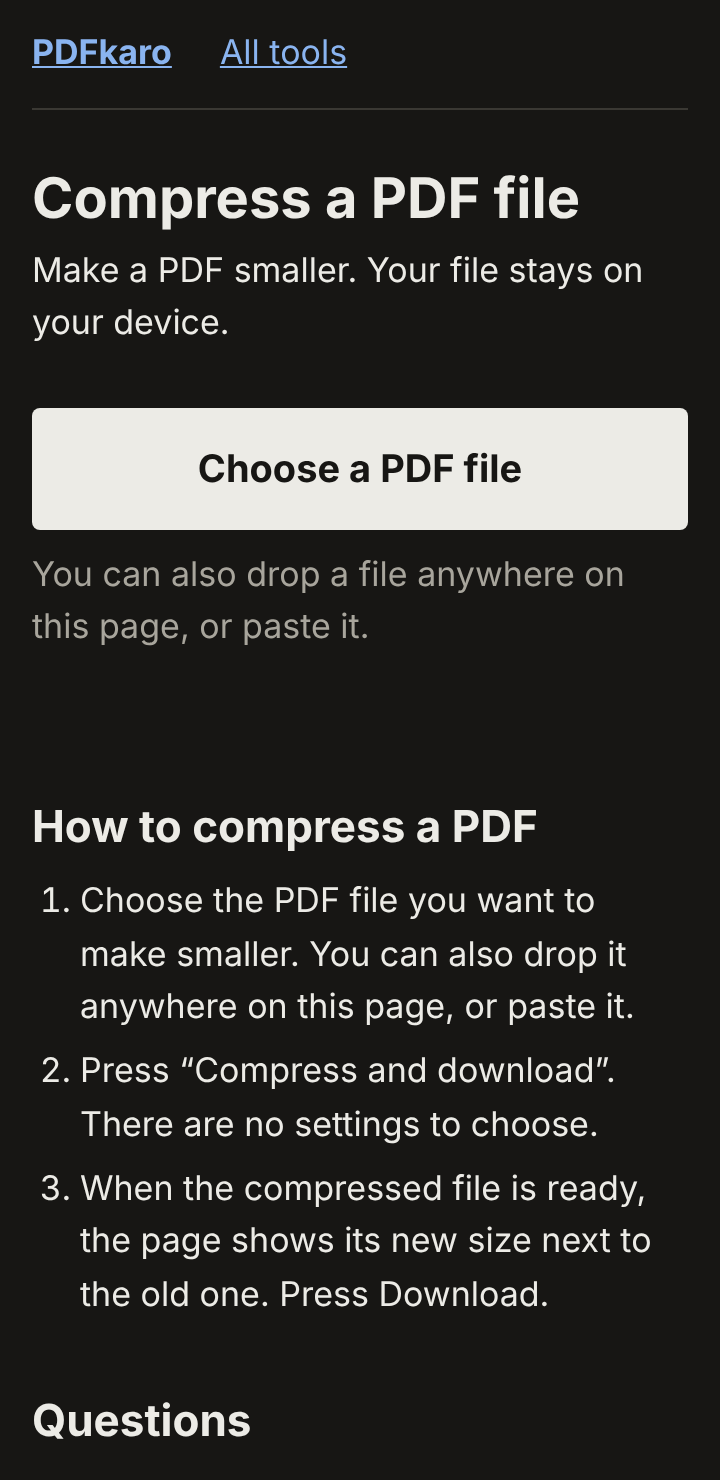 PDFkaro All tools
Compress a PDF file
Make a PDF smaller. Your file stays on
your device.
Choose a PDF file
You can also drop a file anywhere on
this page, or paste it.
How to compress a PDF
1. Choose the PDF file you want to
make smaller. You can also drop it
anywhere on this page, or paste it.
2. Press “Compress and download”.
There are no settings to choose.
3. When the compressed file is ready,
the page shows its new size next to
the old one. Press Download.
Questions